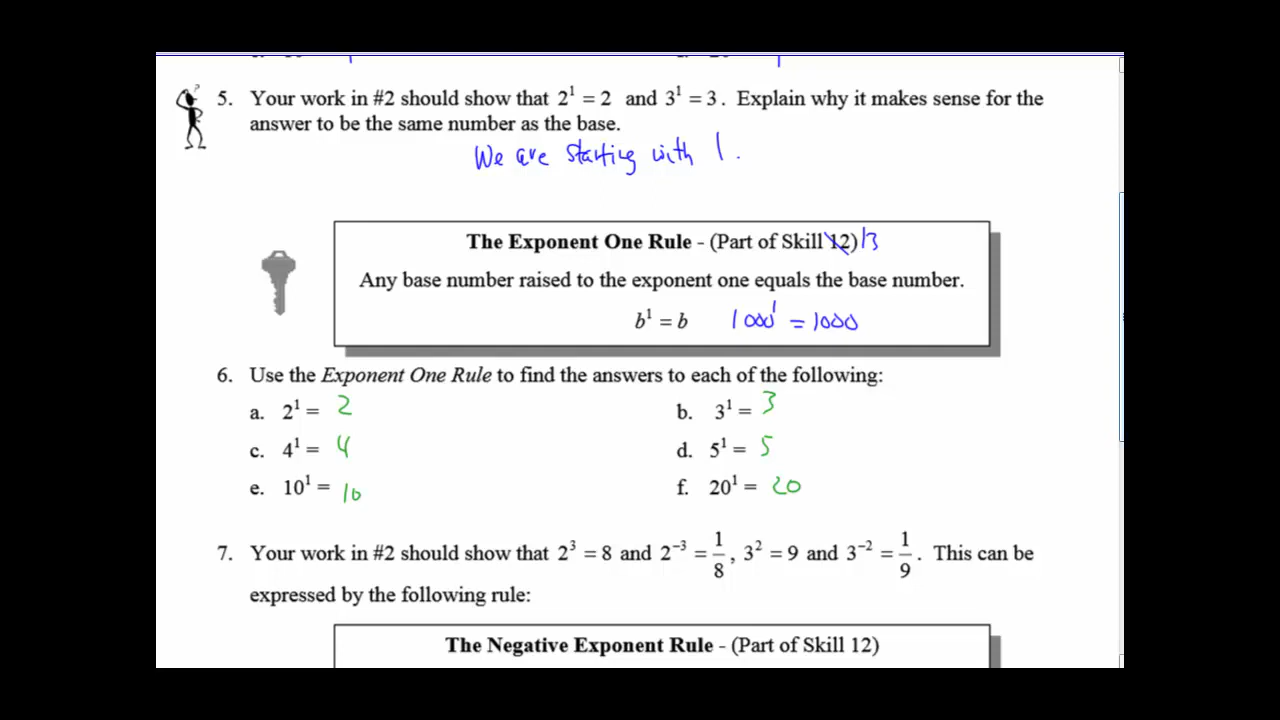 5. Your work in #2 should show that 2¹ = 2 and 3¹ = 3. Explain why it makes sense for the
answer to be the same number as the base.
We are starting with 1.
The Exponent One Rule - (Part of Skill 12) 13
Any base number raised to the exponent one equals the base number.
b¹ = b 1000¹ = 1000
6. Use the Exponent One Rule to find the answers to each of the following:
a. 2¹ = 2 b. 3¹ = 3
c. 4¹ = 4 d. 5¹ = 5
e. 10¹ = 10 f. 20¹ = 20
7. Your work in #2 should show that 2³ = 8 and 2⁻³ = 1/8, 3² = 9 and 3⁻² = 1/9. This can be
expressed by the following rule:
The Negative Exponent Rule - (Part of Skill 12)